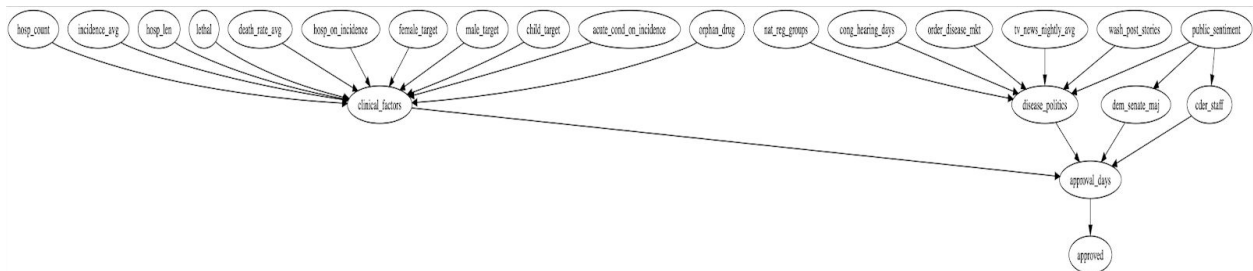 hosp_count incidence_avg hosp_len lethal death_rate_avg hosp_on_incidence female_target male_target child_target acute_cond_on_incidence orphan_drug nat_reg_groups cong_hearing_days order_disease_mkt tv_news_nightly_avg wash_post_stories public_sentiment
clinical_factors disease_politics dem_senate_maj cder_staff
approval_days
approved